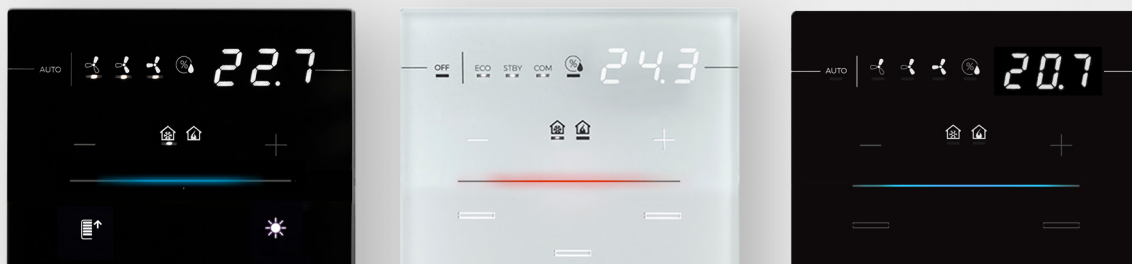 AUTO % 22.7
OFF ECO STBY COM % 24.3
AUTO % 20.7